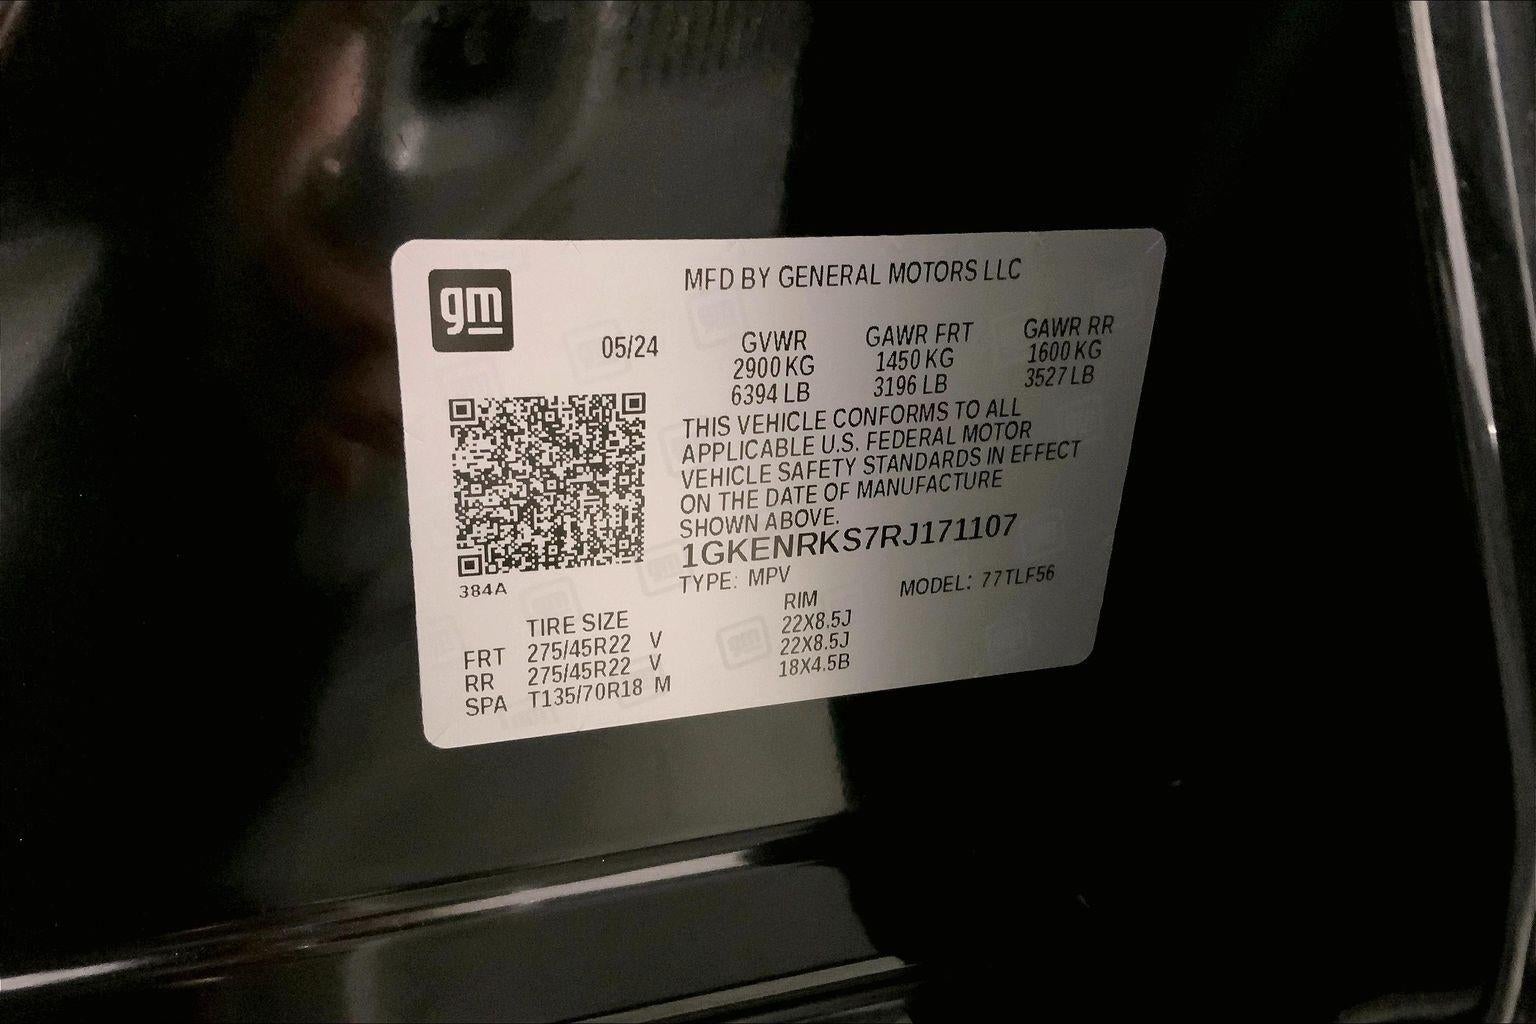 gm
MFD BY GENERAL MOTORS LLC
05/24
GVWR GAWR FRT GAWR RR
2900 KG 1450 KG 1600 KG
6394 LB 3196 LB 3527 LB
THIS VEHICLE CONFORMS TO ALL
APPLICABLE U.S. FEDERAL MOTOR
VEHICLE SAFETY STANDARDS IN EFFECT
ON THE DATE OF MANUFACTURE
SHOWN ABOVE.
1GKENRKS7RJ171107
TYPE: MPV MODEL: 77TLF56
384A
TIRE SIZE RIM
FRT 275/45R22 V 22X8.5J
RR 275/45R22 V 22X8.5J
SPA T135/70R18 M 18X4.5B